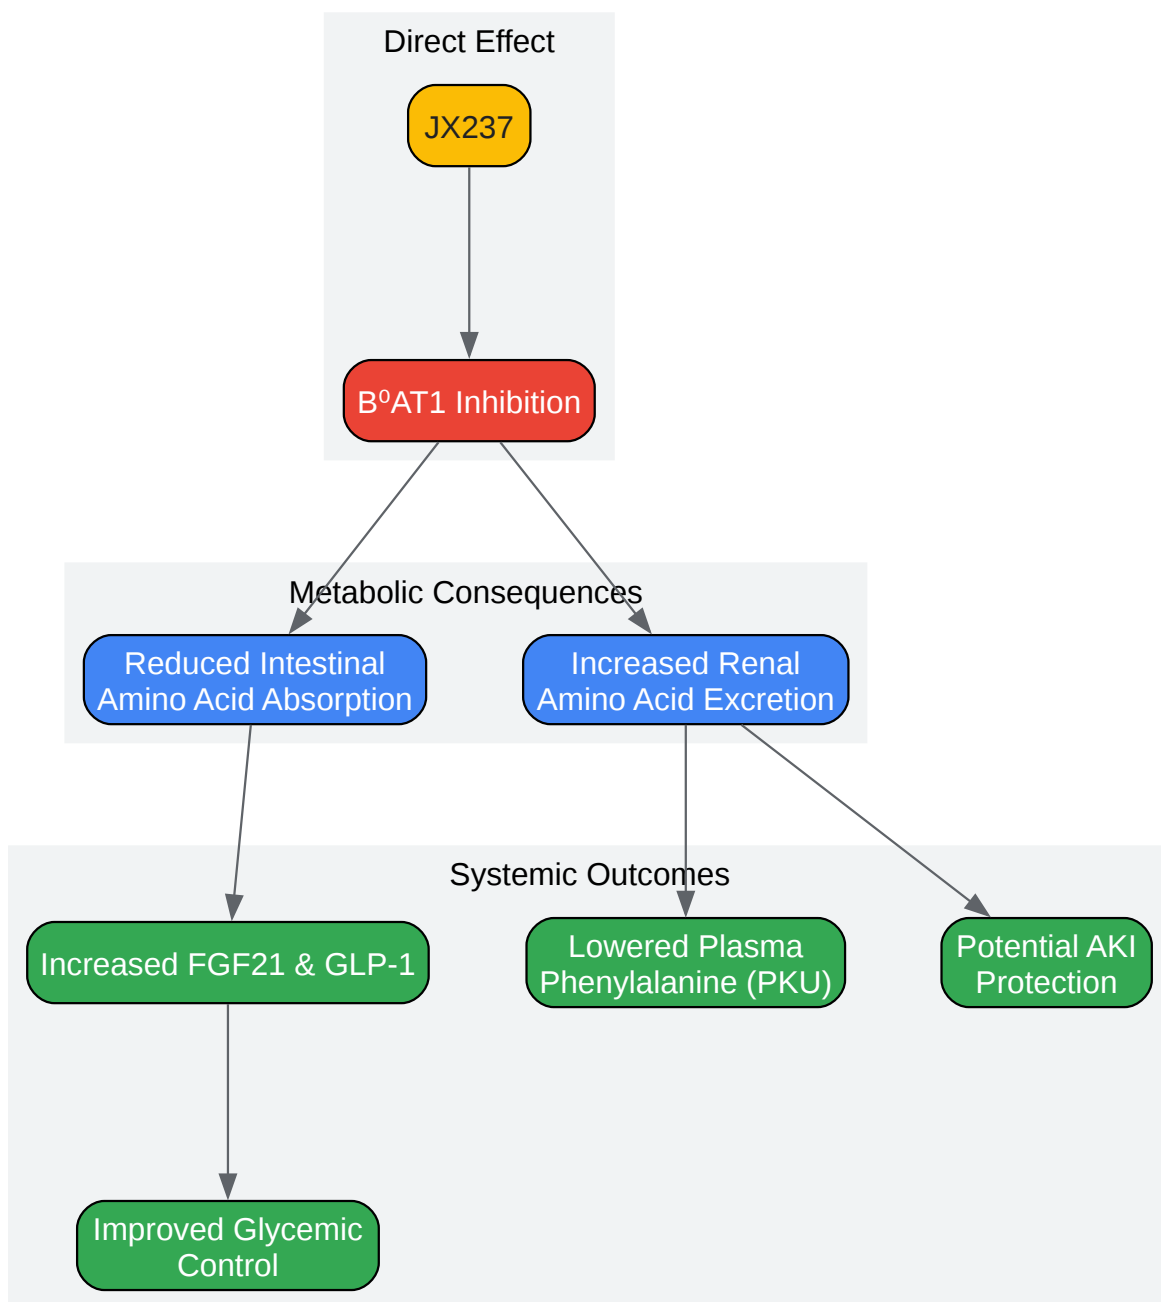 Direct Effect
JX237
B⁰AT1 Inhibition
Metabolic Consequences
Reduced Intestinal
Amino Acid Absorption
Increased Renal
Amino Acid Excretion
Systemic Outcomes
Increased FGF21 & GLP-1
Lowered Plasma
Phenylalanine (PKU)
Potential AKI
Protection
Improved Glycemic
Control